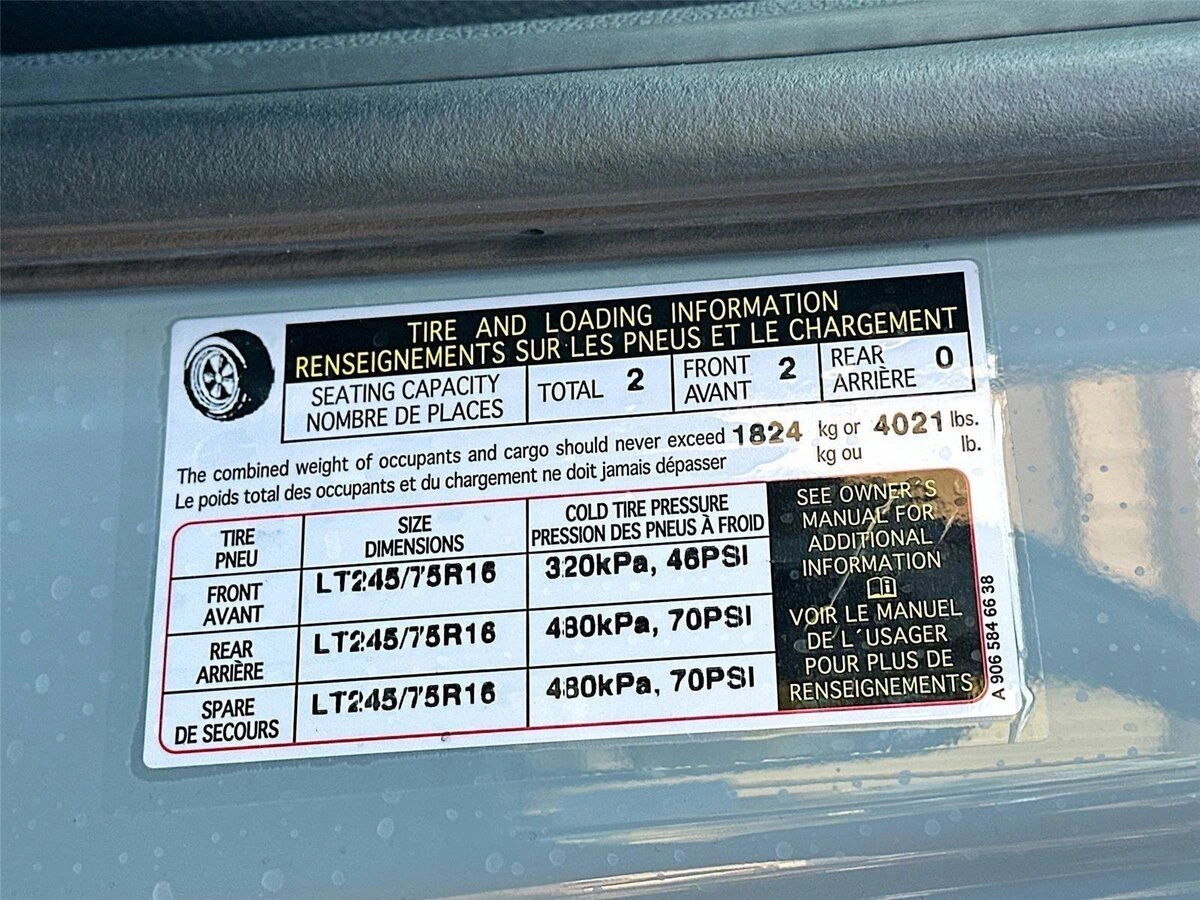 TIRE AND LOADING INFORMATION
RENSEIGNEMENTS SUR LES PNEUS ET LE CHARGEMENT
SEATING CAPACITY
NOMBRE DE PLACES
TOTAL 2
FRONT
AVANT
2
REAR
ARRIÈRE
0
The combined weight of occupants and cargo should never exceed 1824 kg or 4021 lbs.
Le poids total des occupants et du chargement ne doit jamais dépasser kg ou lb.
TIRE
PNEU
SIZE
DIMENSIONS
COLD TIRE PRESSURE
PRESSION DES PNEUS À FROID
FRONT
AVANT
LT245/75R16
320kPa, 46PSI
REAR
ARRIÈRE
LT245/75R16
480kPa, 70PSI
SPARE
DE SECOURS
LT245/75R16
480kPa, 70PSI
SEE OWNER´S
MANUAL FOR
ADDITIONAL
INFORMATION
VOIR LE MANUEL
DE L´USAGER
POUR PLUS DE
RENSEIGNEMENTS
A 906 584 66 38